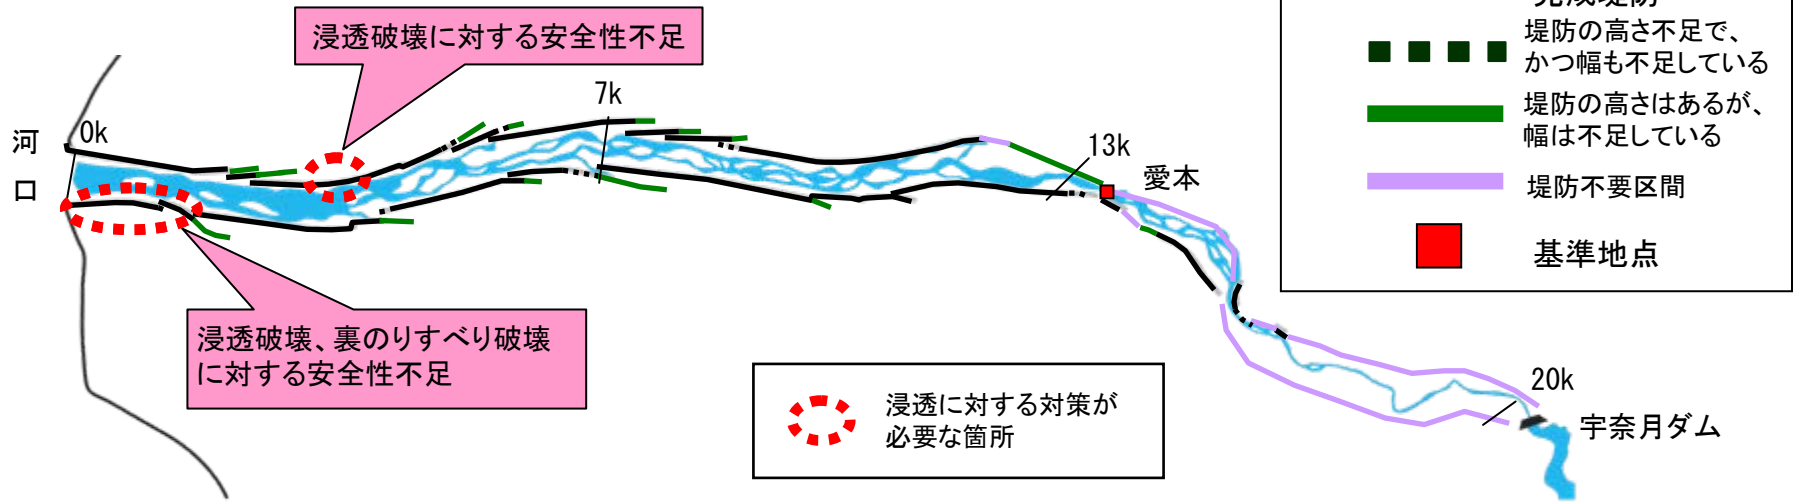 完成堤防
堤防の高さ不足で、
かつ幅も不足している
堤防の高さはあるが、
幅は不足している
堤防不要区間
基準地点
浸透破壊に対する安全性不足
河
口
0k
7k
13k
愛本
浸透破壊、裏のりすべり破壊
に対する安全性不足
浸透に対する対策が
必要な箇所
20k
宇奈月ダム